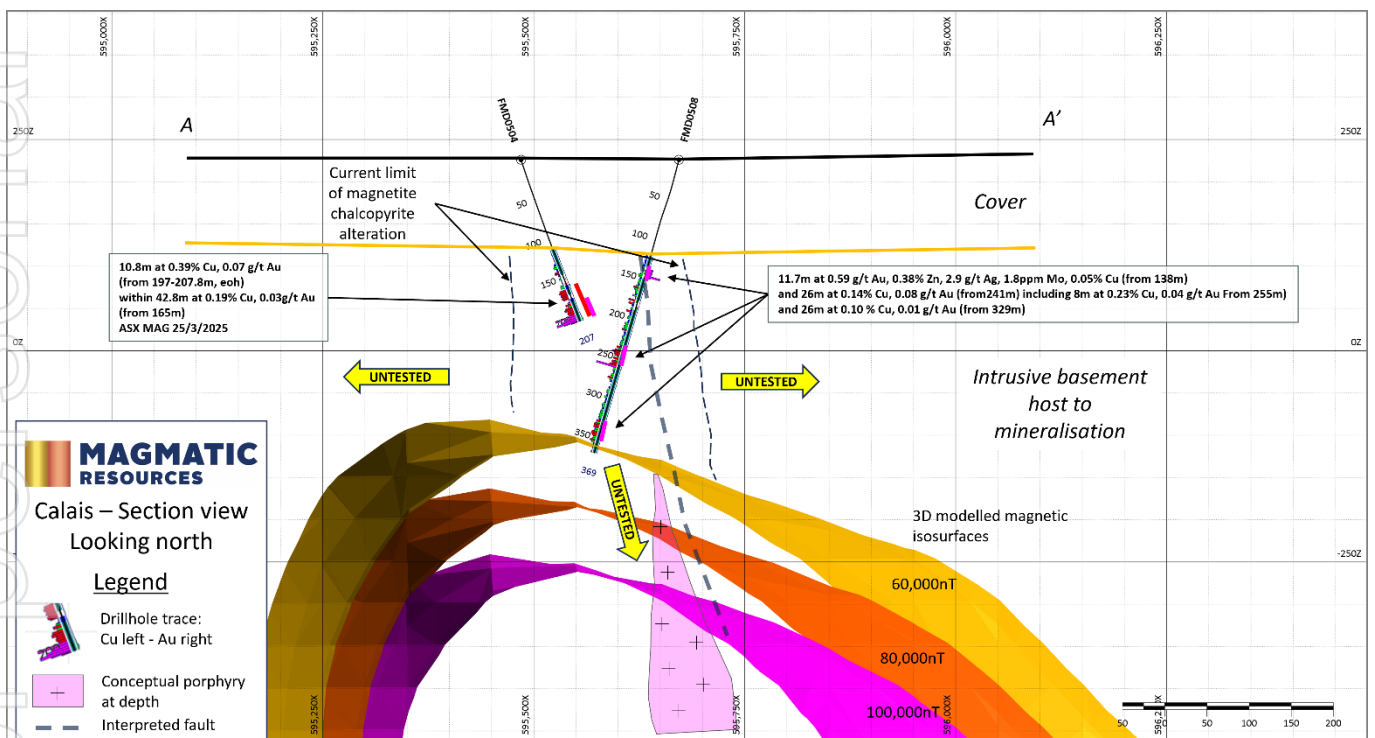 595,000X
595,250X
595,500X
595,750X
596,000X
596,250X
A
A'
250Z
250Z
FMD0504
FMD0508
Current limit
of magnetite
chalcopyrite
alteration
Cover
50
50
100
100
150
150
200
207
200
250
300
350
369
10.8m at 0.39% Cu, 0.07 g/t Au
(from 197-207.8m, eoh)
within 42.8m at 0.19% Cu, 0.03g/t Au
(from 165m)
ASX MAG 25/3/2025
11.7m at 0.59 g/t Au, 0.38% Zn, 2.9 g/t Ag, 1.8ppm Mo, 0.05% Cu (from 138m)
and 26m at 0.14% Cu, 0.08 g/t Au (from241m) including 8m at 0.23% Cu, 0.04 g/t Au From 255m)
and 26m at 0.10 % Cu, 0.01 g/t Au (from 329m)
0Z
0Z
UNTESTED
UNTESTED
UNTESTED
Intrusive basement
host to
mineralisation
3D modelled magnetic
isosurfaces
-250Z
60,000nT
80,000nT
100,000nT
MAGMATIC
RESOURCES
Calais – Section view
Looking north
Legend
Drillhole trace:
Cu left - Au right
200
Conceptual porphyry
at depth
Interpreted fault
595,250X
595,500X
595,750X
596,000X
596,250X
50
0
50
100
150
200